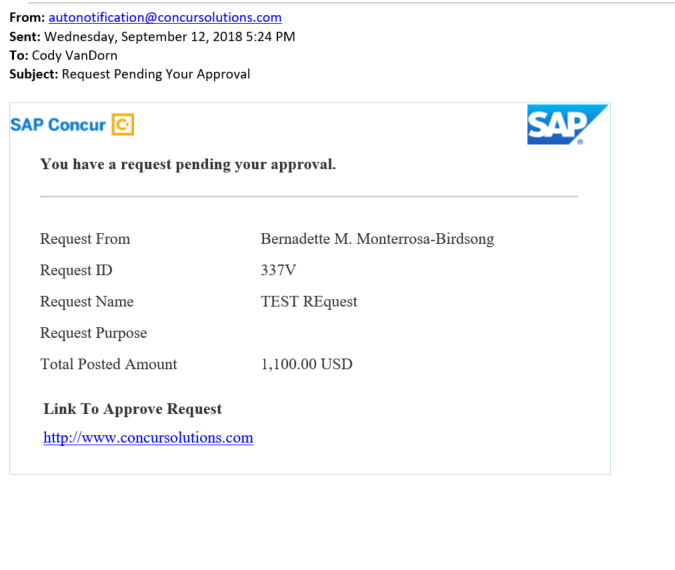 From: autonotification@concursolutions.com
Sent: Wednesday, September 12, 2018 5:24 PM
To: Cody VanDorn
Subject: Request Pending Your Approval
SAP Concur C SAP
You have a request pending your approval.
Request From Bernadette M. Monterrosa-Birdsong
Request ID 337V
Request Name TEST REquest
Request Purpose
Total Posted Amount 1,100.00 USD
Link To Approve Request
http://www.concursolutions.com